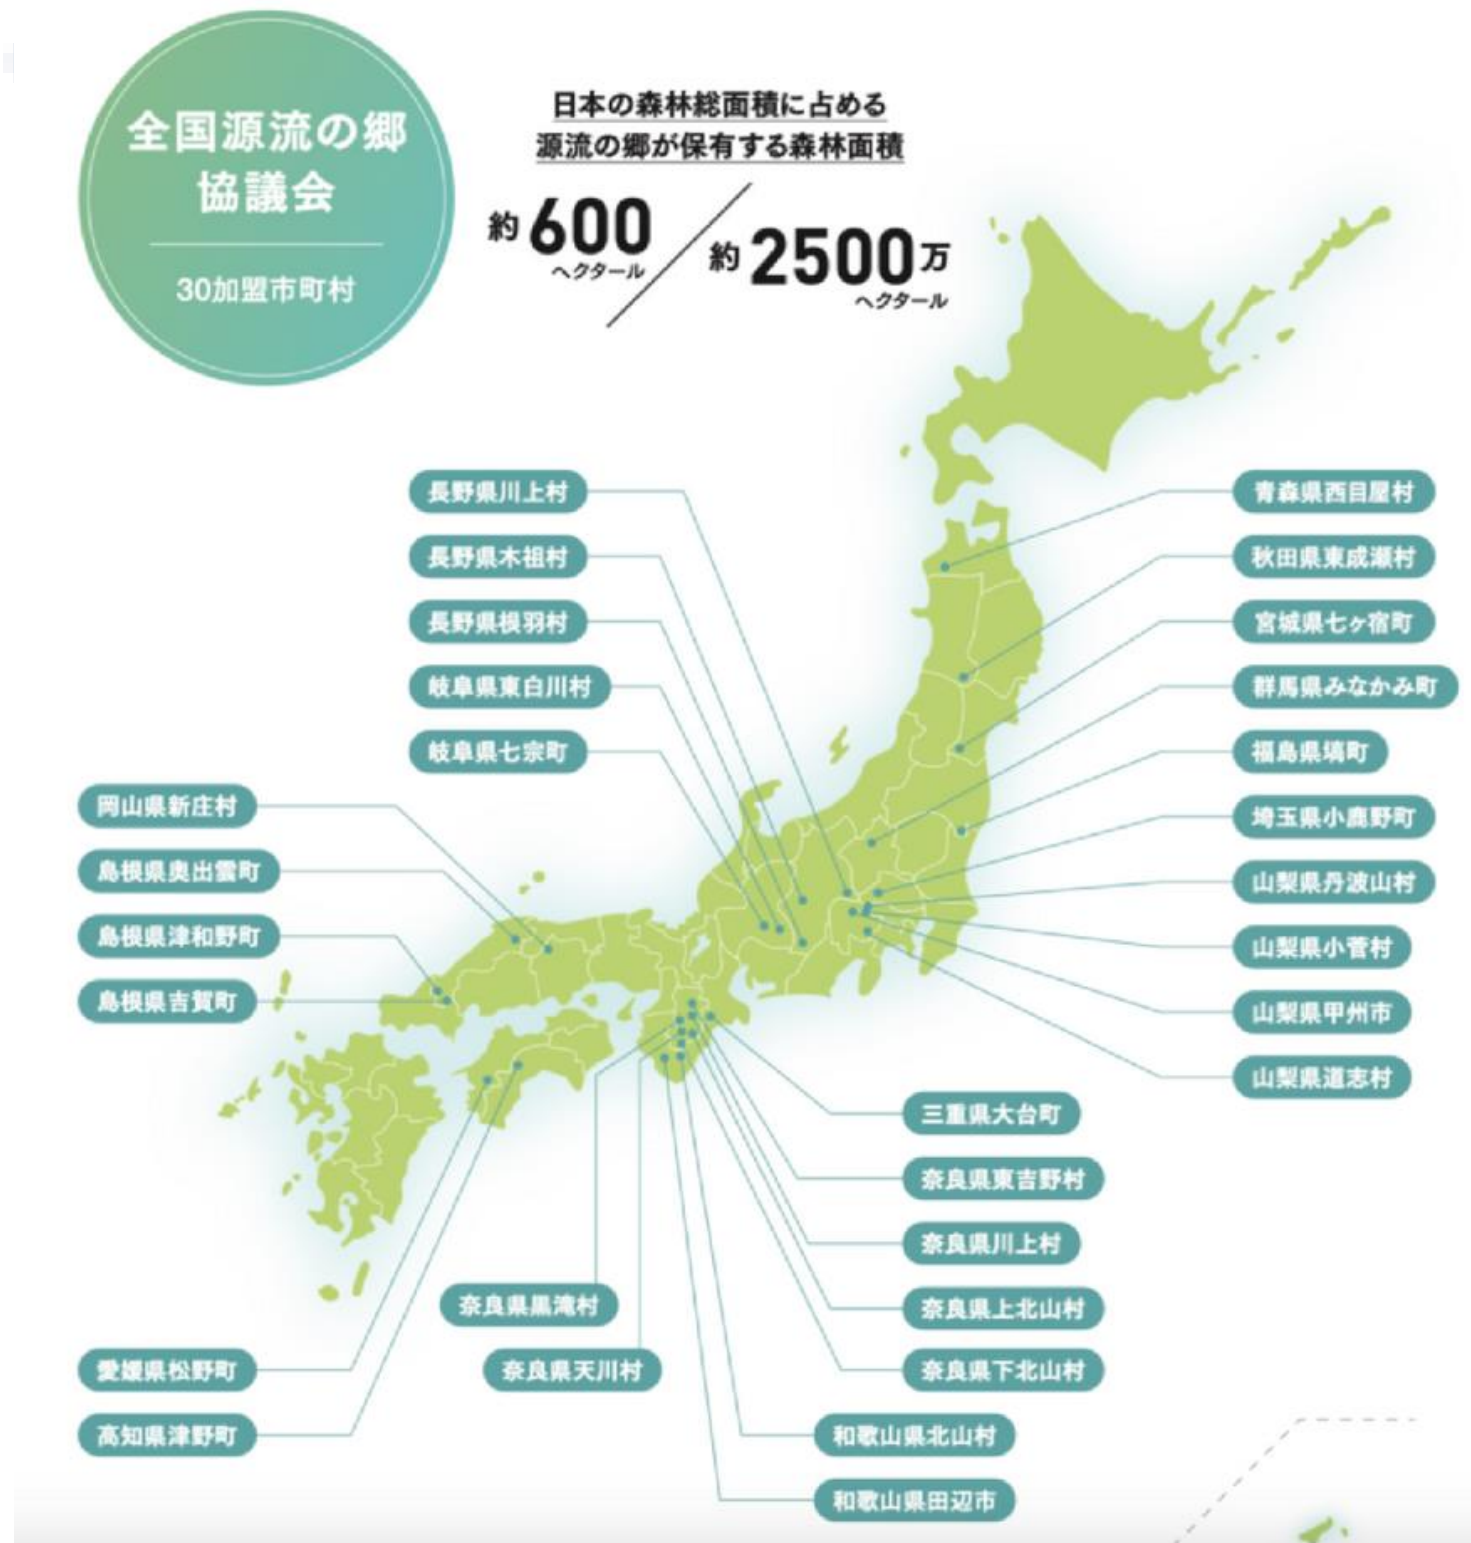 全国源流の郷
協議会
30加盟市町村
日本の森林総面積に占める
源流の郷が保有する森林面積
約600
ヘクタール
約2500万
ヘクタール
長野県川上村
長野県木祖村
長野県根羽村
岐阜県東白川村
岐阜県七宗町
岡山県新庄村
島根県奥出雲町
島根県津和野町
島根県吉賀町
青森県西目屋村
秋田県東成瀬村
宮城県七ヶ宿町
群馬県みなかみ町
福島県塙町
埼玉県小鹿野町
山梨県丹波山村
山梨県小菅村
山梨県甲州市
山梨県道志村
三重県大台町
奈良県東吉野村
奈良県川上村
奈良県上北山村
奈良県下北山村
和歌山県北山村
和歌山県田辺市
奈良県黒滝村
奈良県天川村
愛媛県松野町
高知県津野町